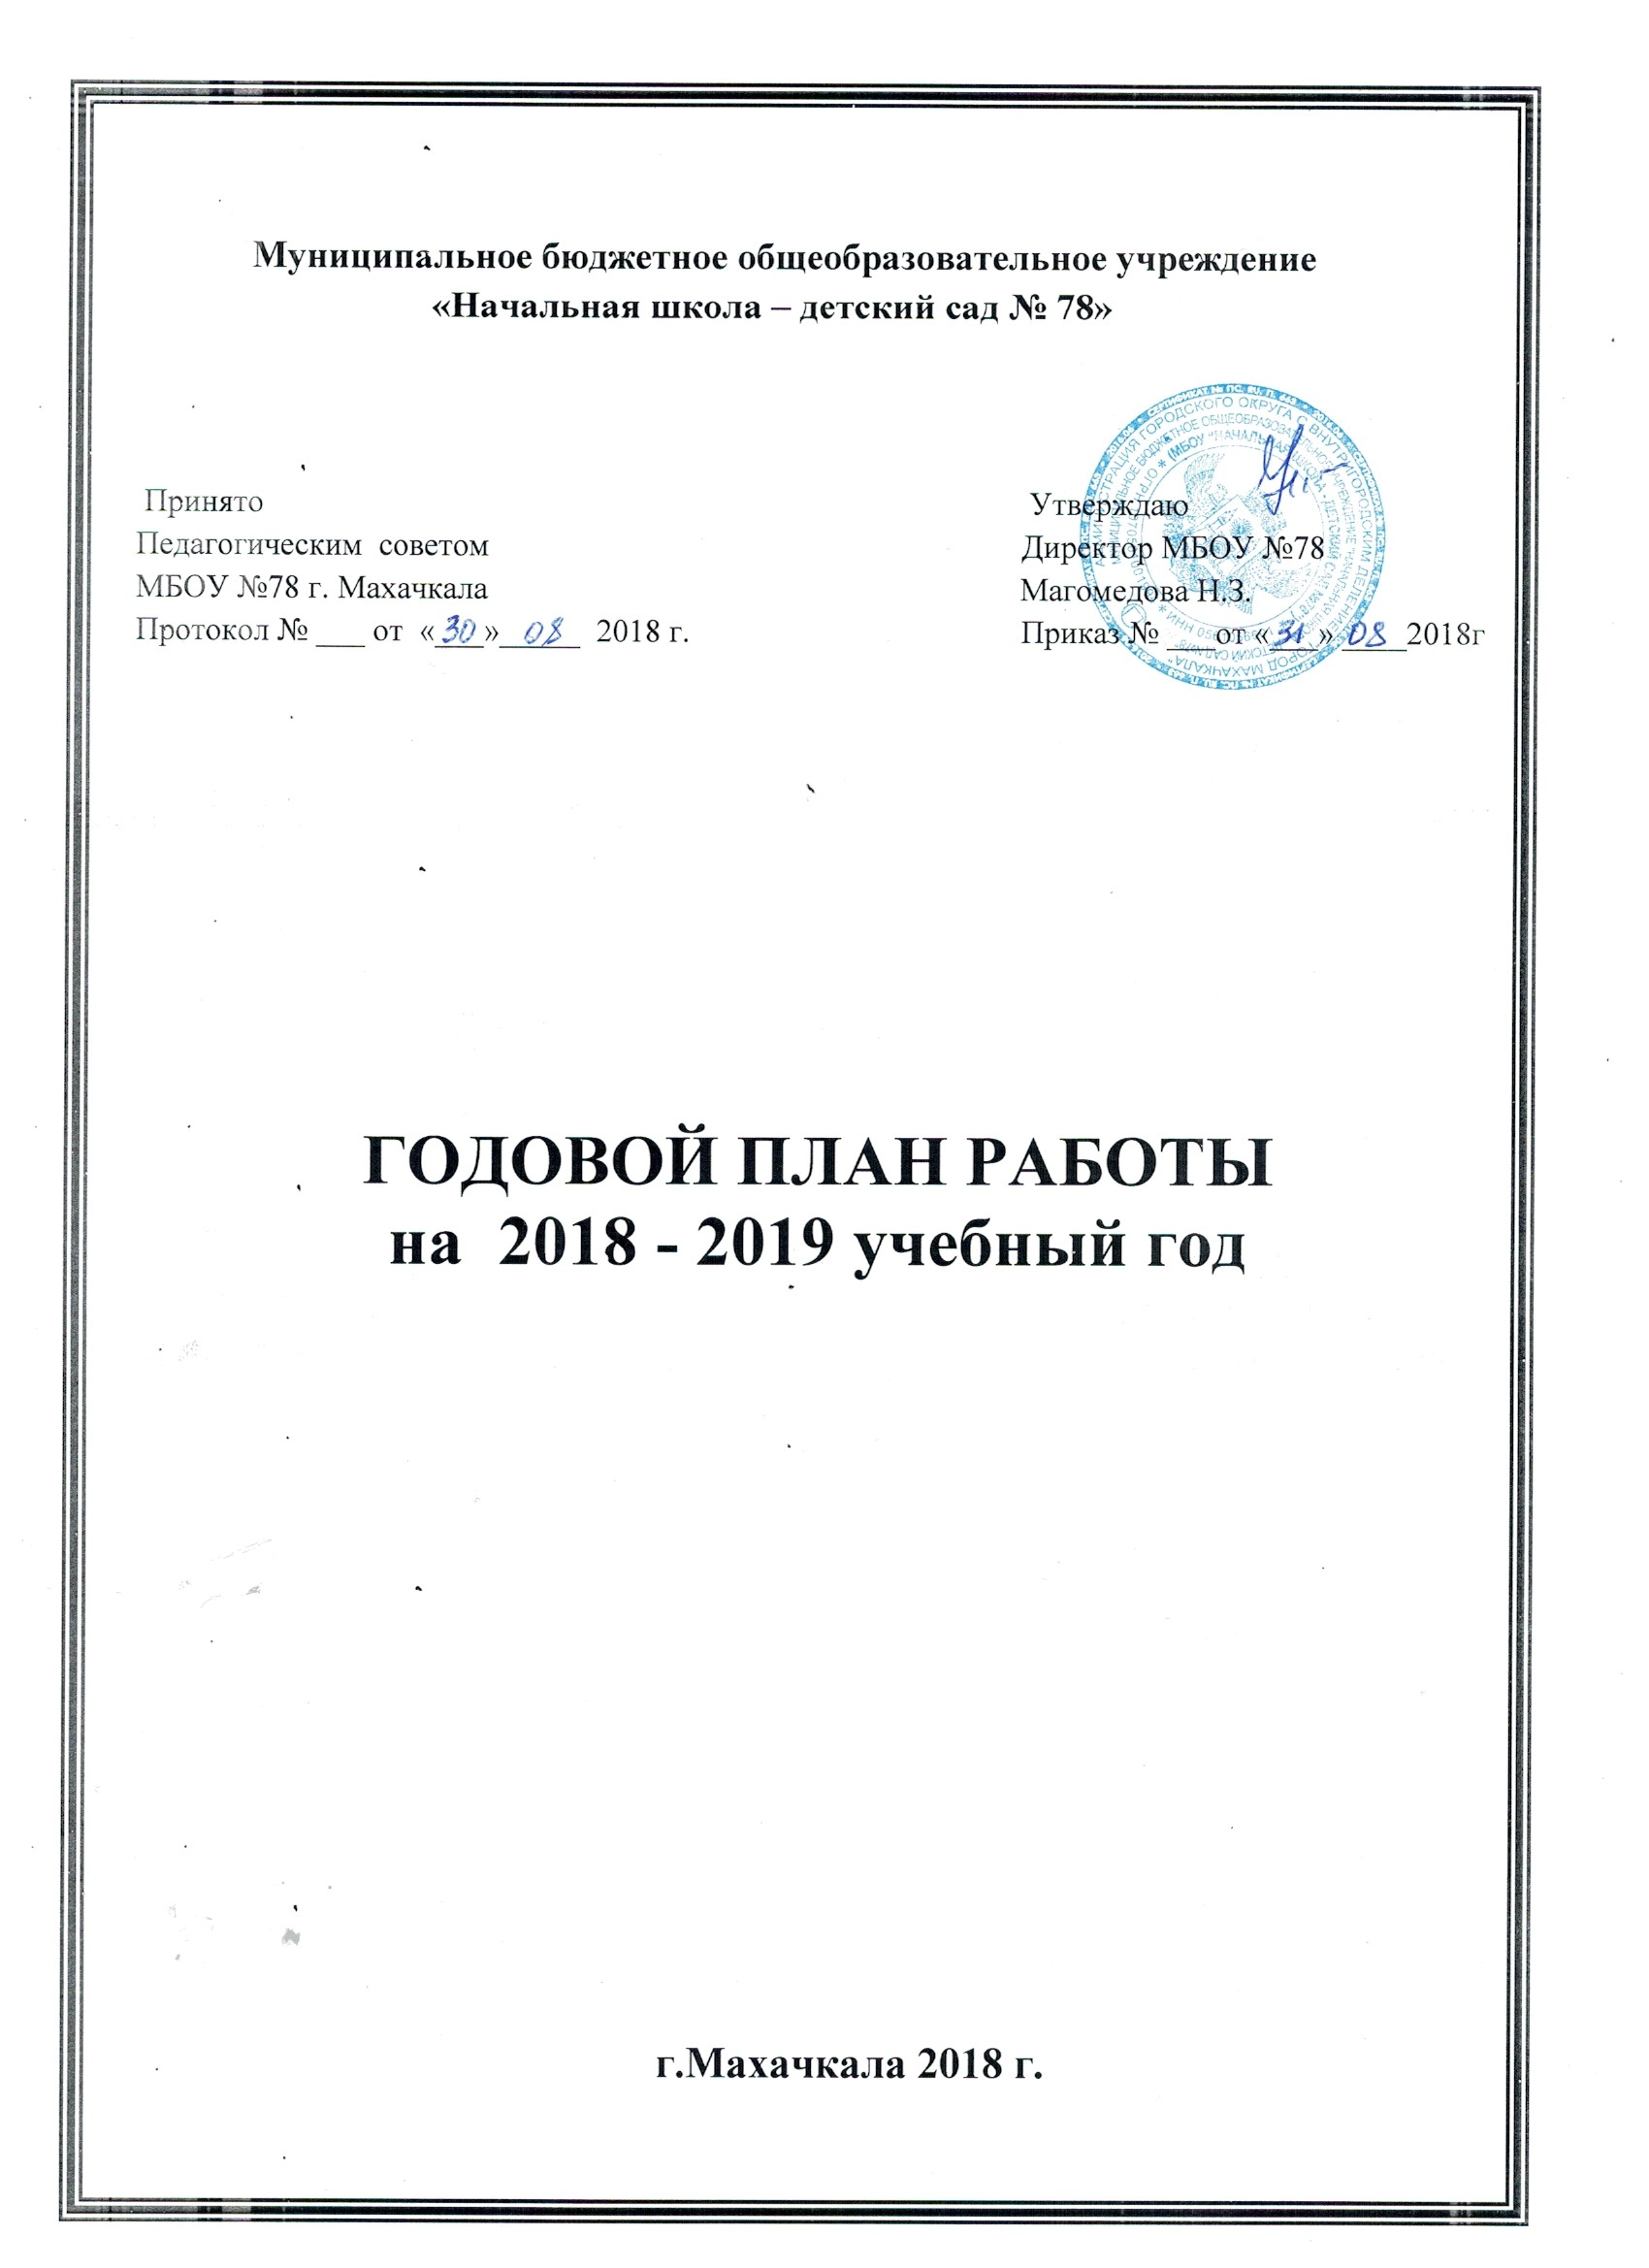 Муниципальное бюджетное общеобразовательное учреждение
«Начальная школа – детский сад № 78»
Принято
Педагогическим советом
МБОУ №78 г. Махачкала
Протокол № ___ от «30» 08 2018 г.
Утверждаю
Директор МБОУ №78
Магомедова Н.З.
Приказ № ___ от «31» 08 2018г
ГОДОВОЙ ПЛАН РАБОТЫ
на 2018 - 2019 учебный год
г.Махачкала 2018 г.